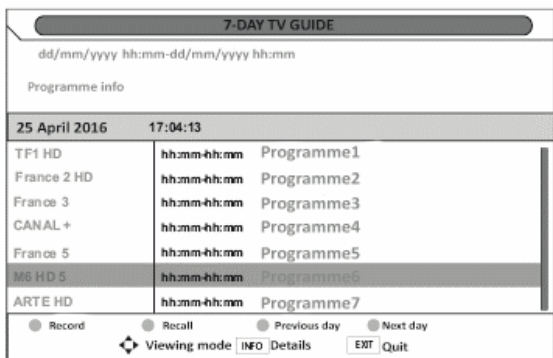 7-DAY TV GUIDE
dd/mm/yyyy hh:mm-dd/mm/yyyy hh:mm
Programme info
25 April 2016 17:04:13
TF1 HD hh:mm-hh:mm Programme1
France 2 HD hh:mm-hh:mm Programme2
France 3 hh:mm-hh:mm Programme3
CANAL + hh:mm-hh:mm Programme4
France 5 hh:mm-hh:mm Programme5
M6 HD 5 hh:mm-hh:mm Programme6
ARTE HD hh:mm-hh:mm Programme7
Record Recall Previous day Next day
Viewing mode INFO Details EXIT Quit